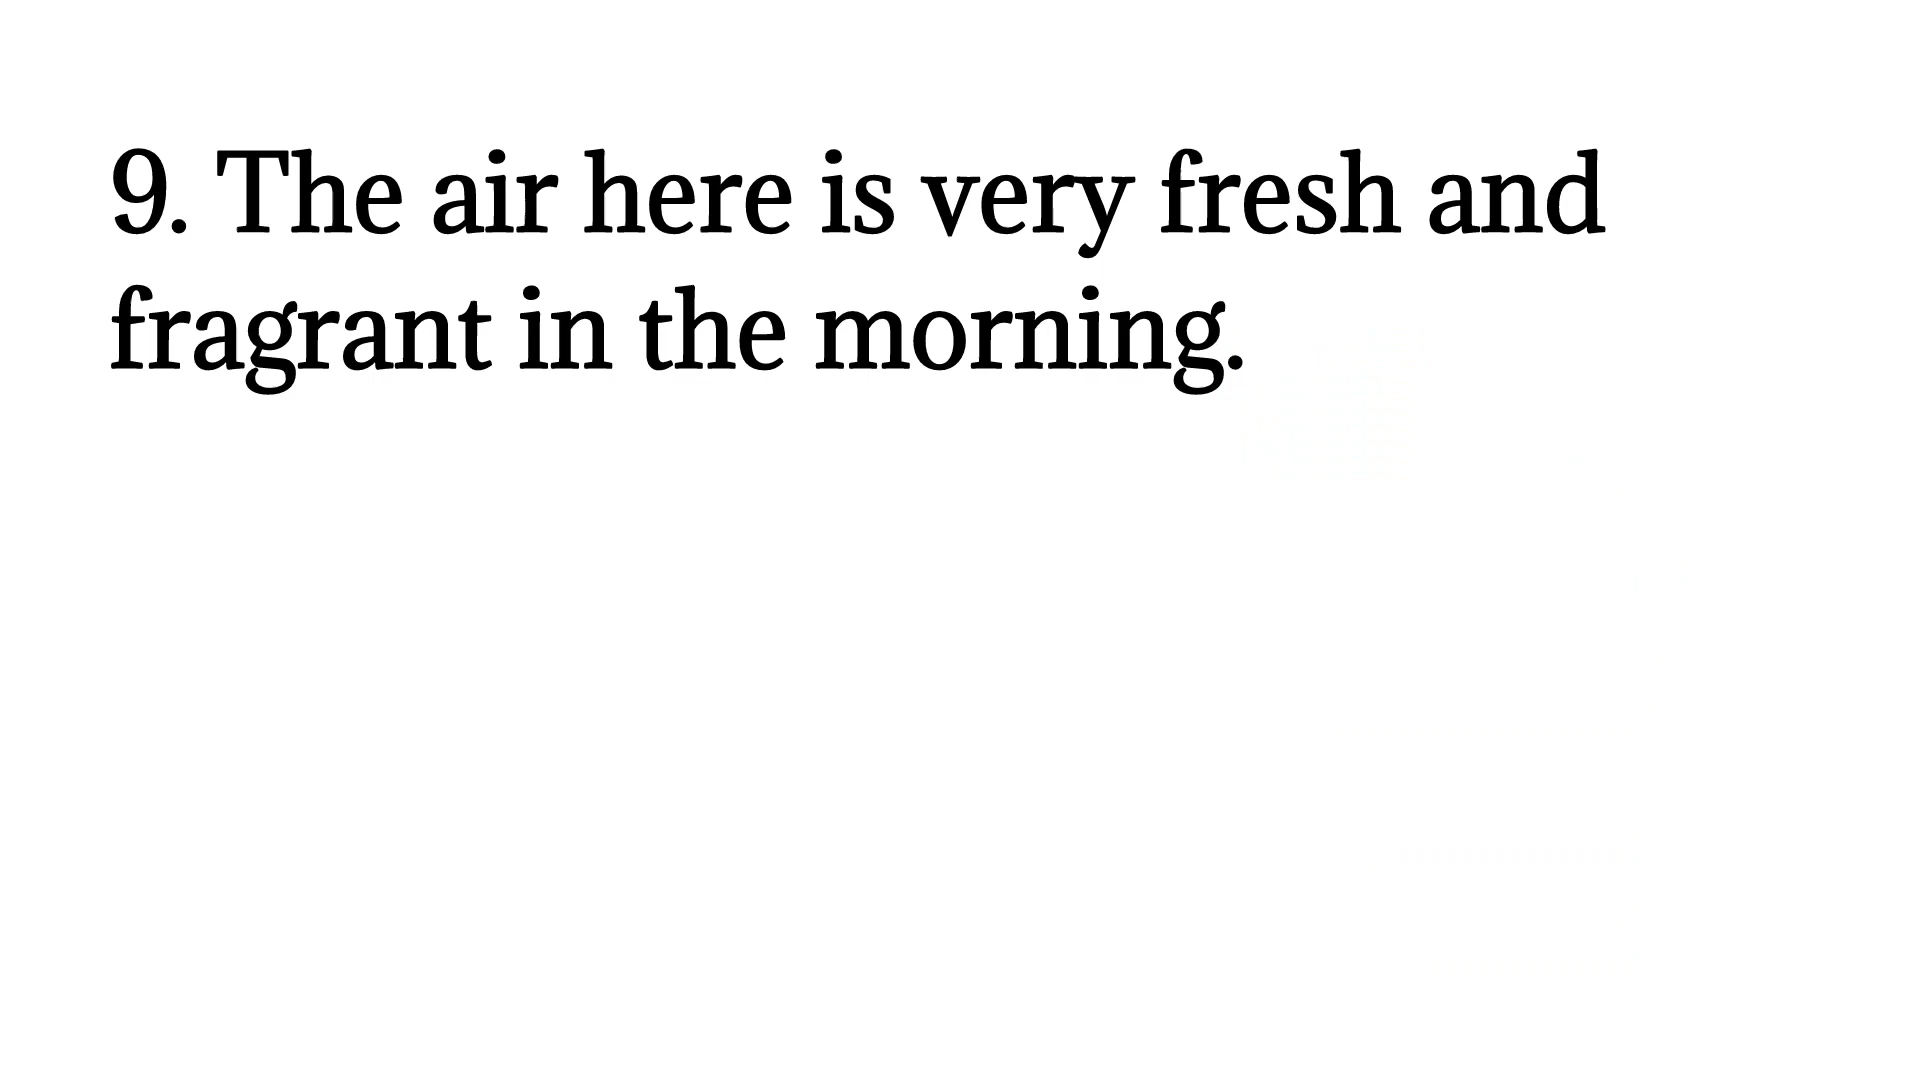 9. The air here is very fresh and
fragrant in the morning.